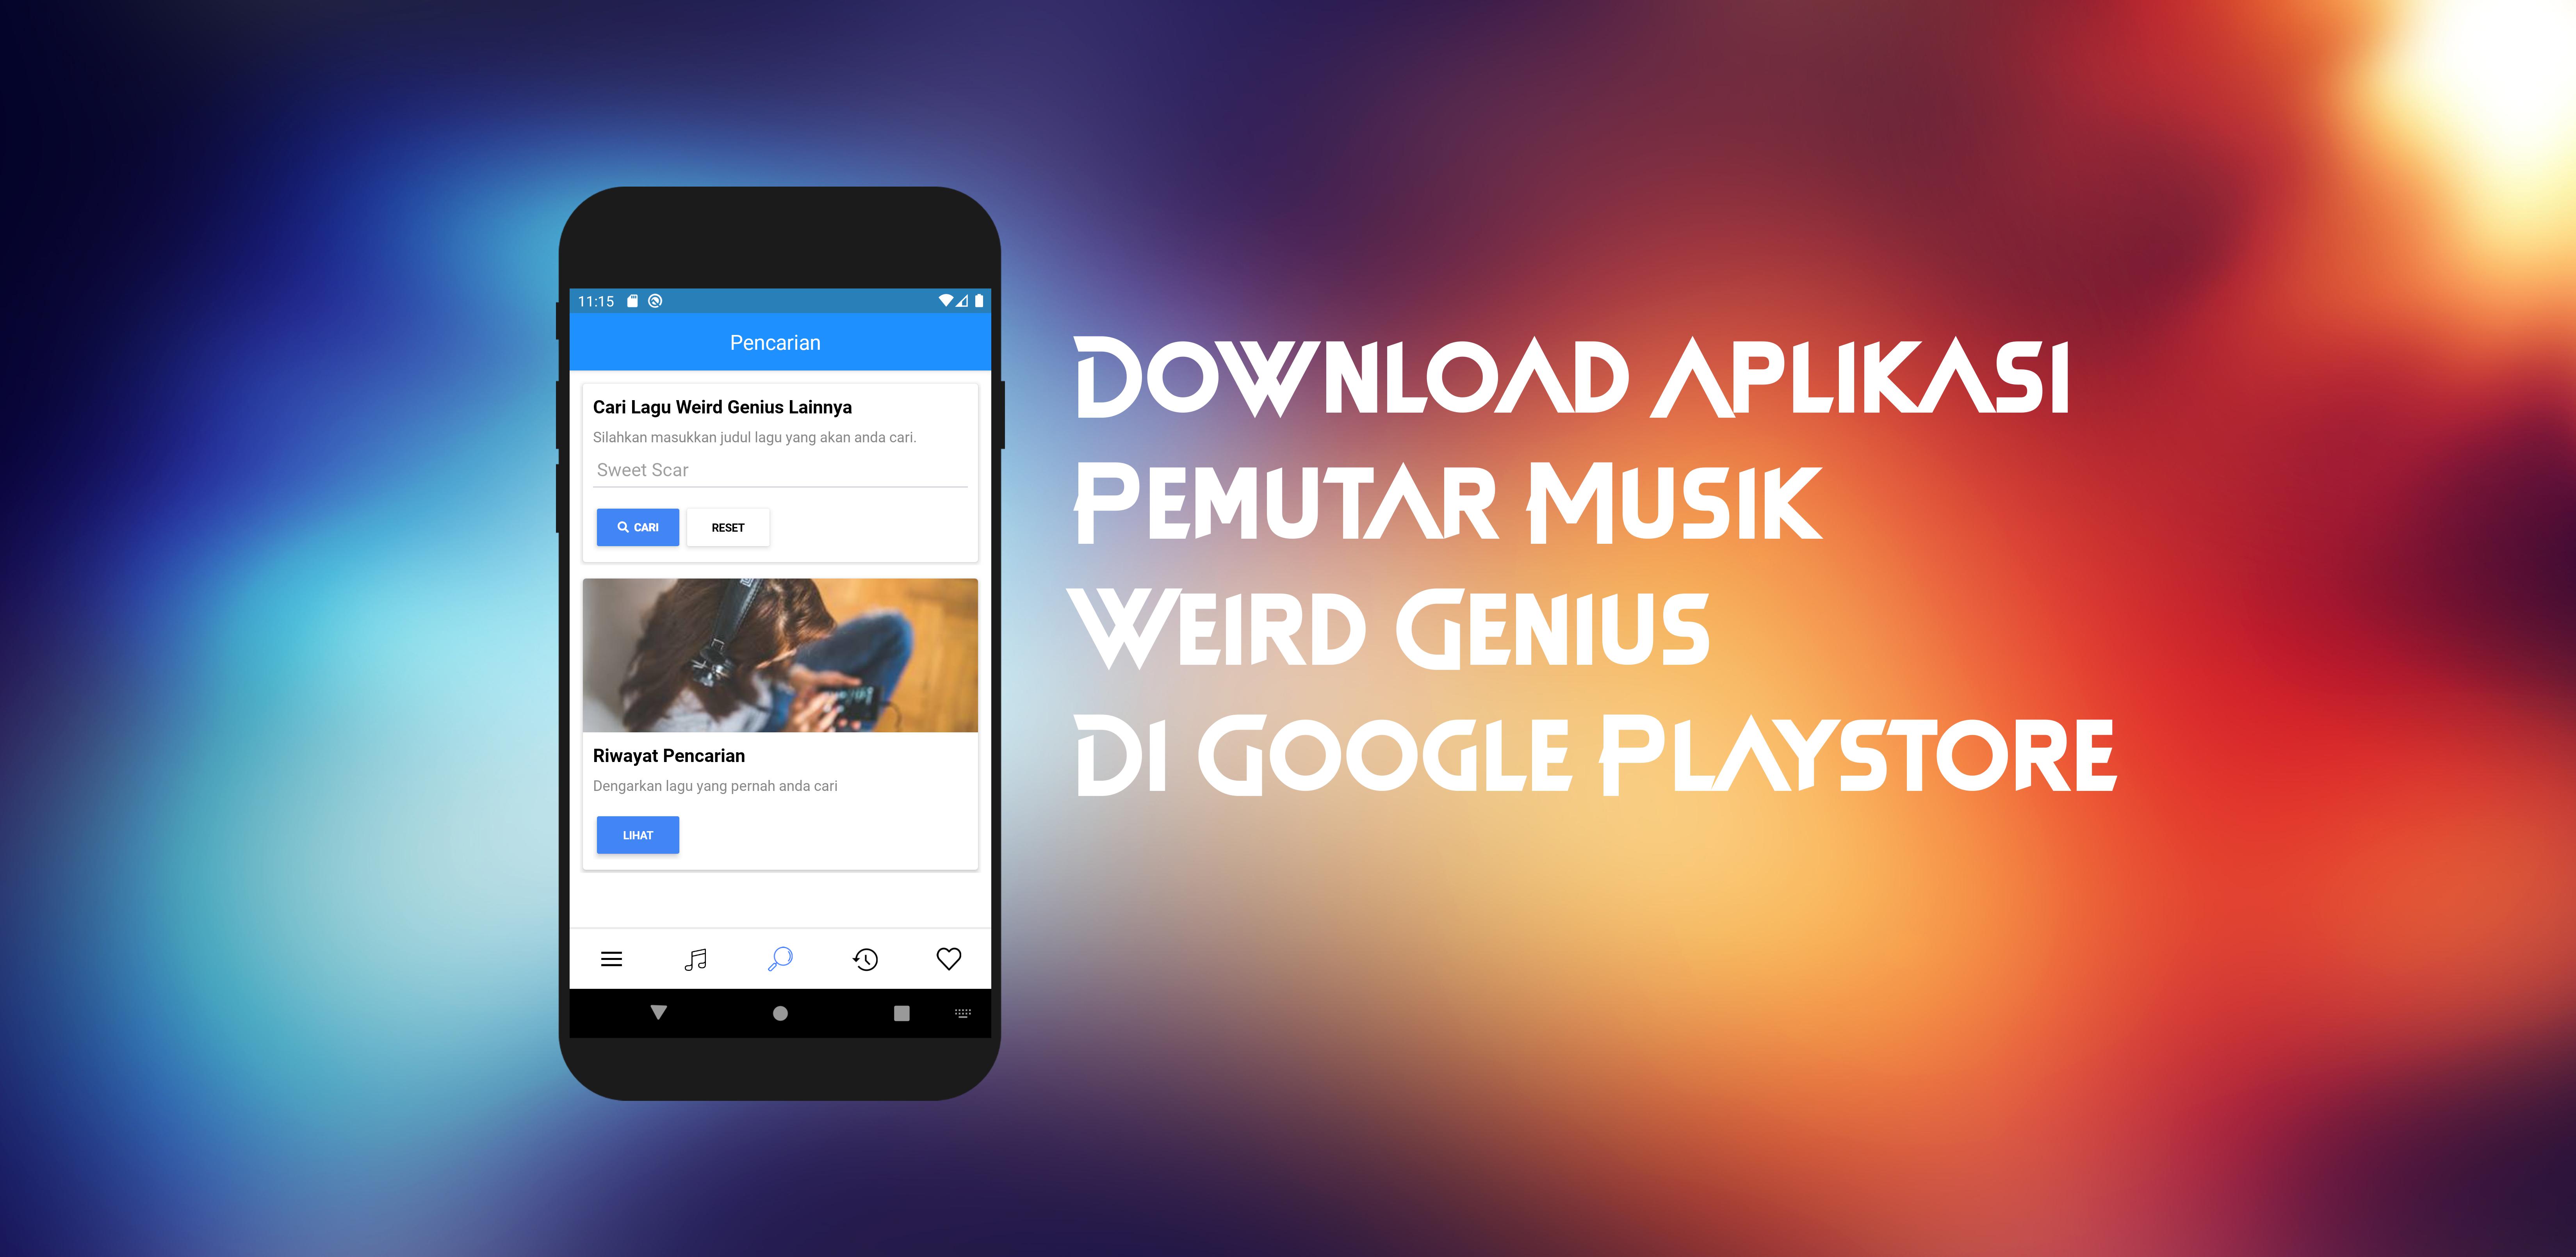 11:15
Pencarian
Cari Lagu Weird Genius Lainnya
Silahkan masukkan judul lagu yang akan anda cari.
Sweet Scar
CARI RESET
Riwayat Pencarian
Dengarkan lagu yang pernah anda cari
LIHAT
Download Aplikasi
Pemutar Musik
Weird Genius
Di Google Playstore